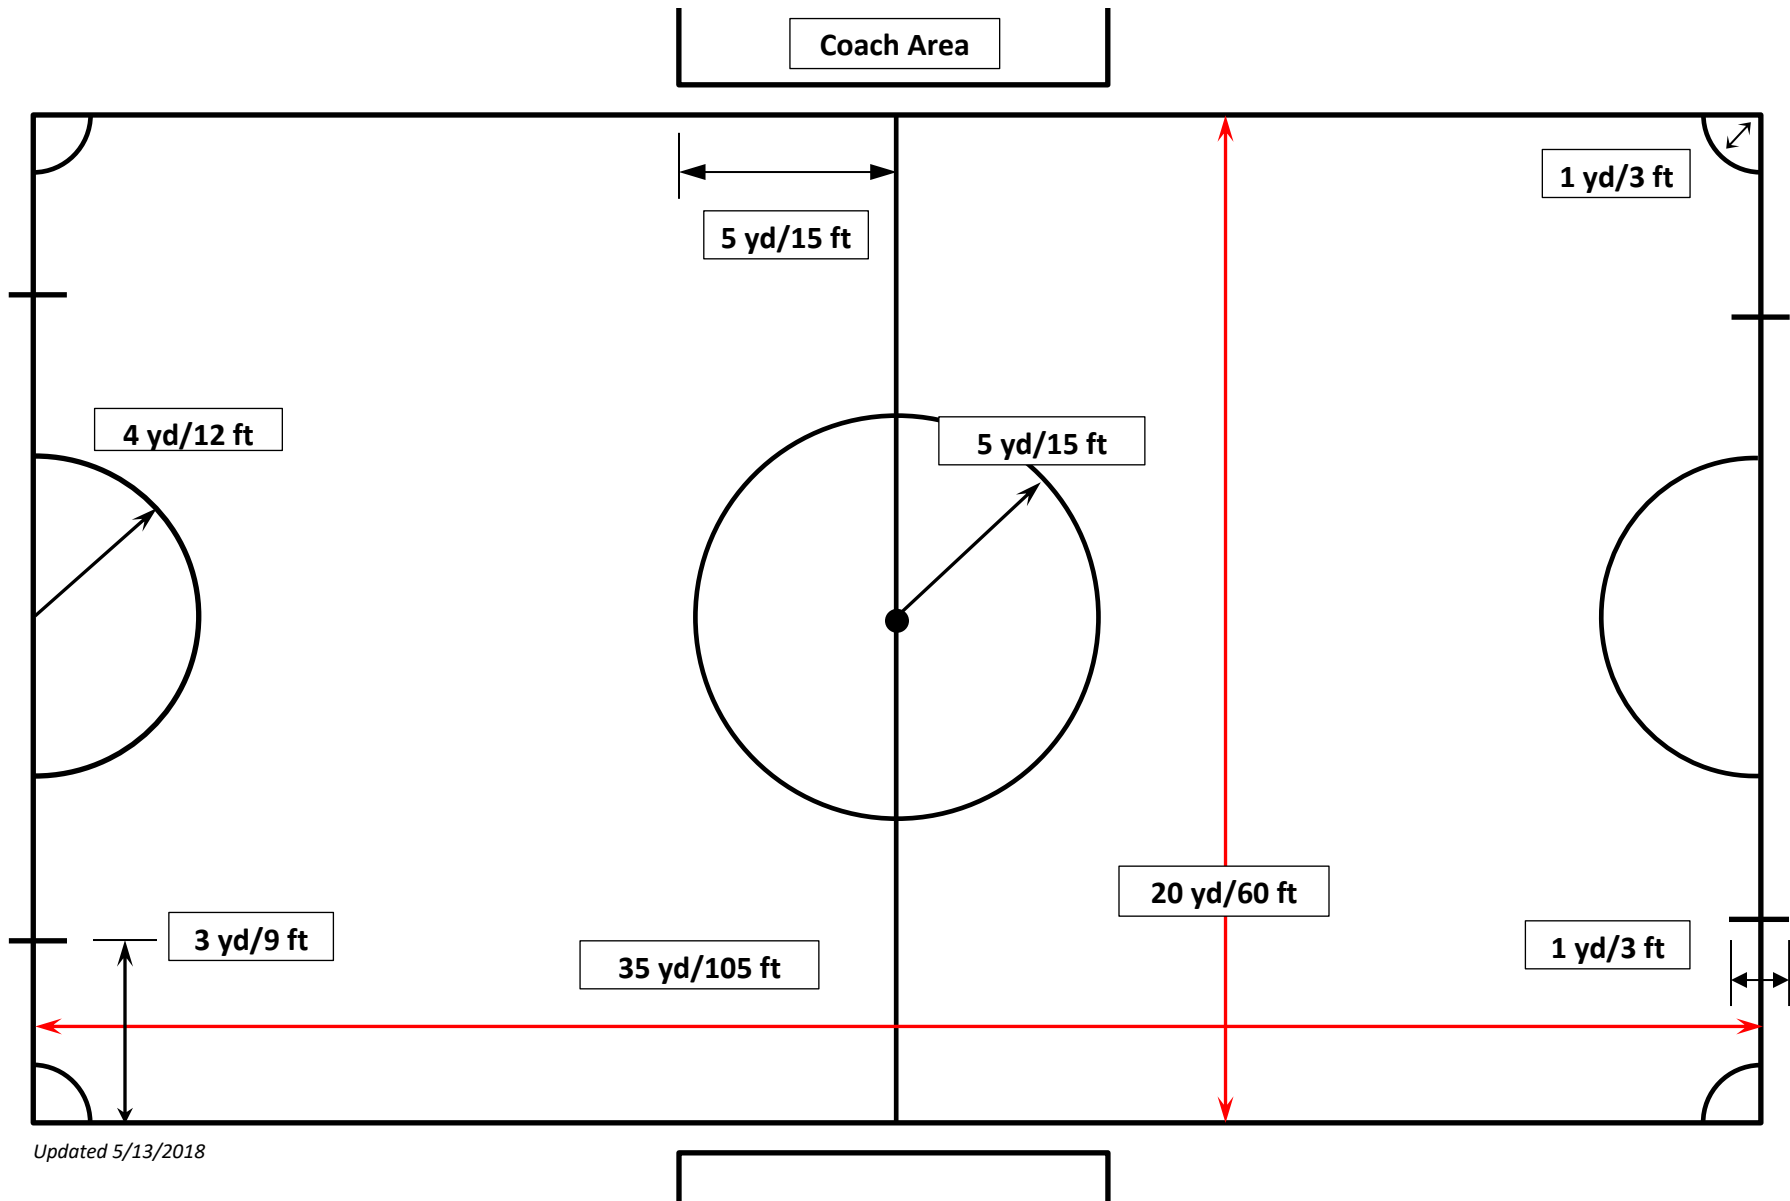 Coach Area
1 yd/3 ft
5 yd/15 ft
4 yd/12 ft
5 yd/15 ft
20 yd/60 ft
3 yd/9 ft
1 yd/3 ft
35 yd/105 ft
Updated 5/13/2018